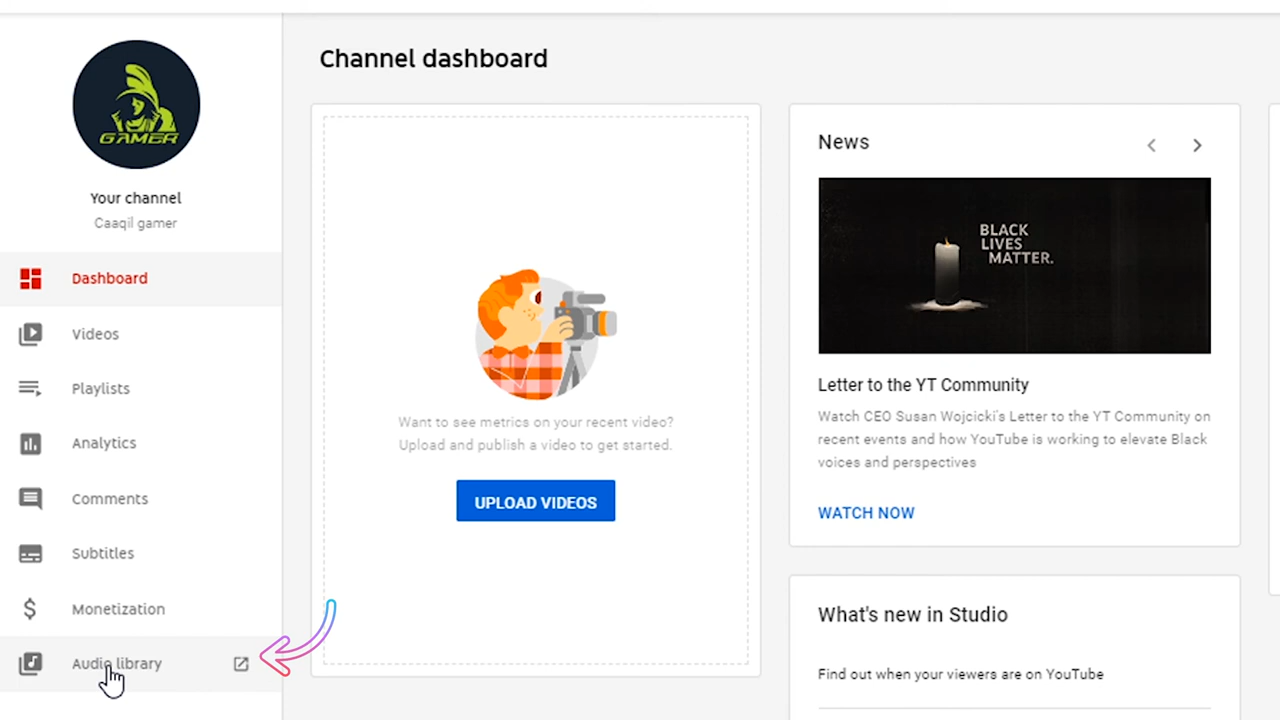 Channel dashboard
GAMER
Your channel
Caaqil gamer
Dashboard
Videos
Playlists
Analytics
Comments
Subtitles
Monetization
Audio library
Want to see metrics on your recent video?
Upload and publish a video to get started.
UPLOAD VIDEOS
News
BLACK
LIVES
MATTER.
Letter to the YT Community
Watch CEO Susan Wojcicki's Letter to the YT Community on
recent events and how YouTube is working to elevate Black
voices and perspectives
WATCH NOW
What's new in Studio
Find out when your viewers are on YouTube